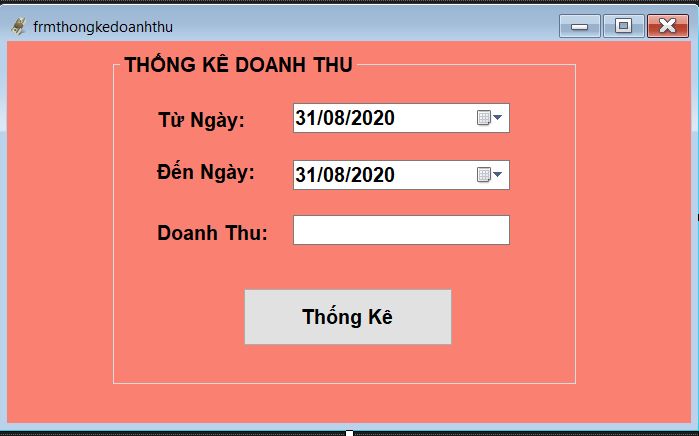 frmthongkedoanhthu
THỐNG KÊ DOANH THU
Từ Ngày: 31/08/2020
Đến Ngày: 31/08/2020
Doanh Thu:
Thống Kê